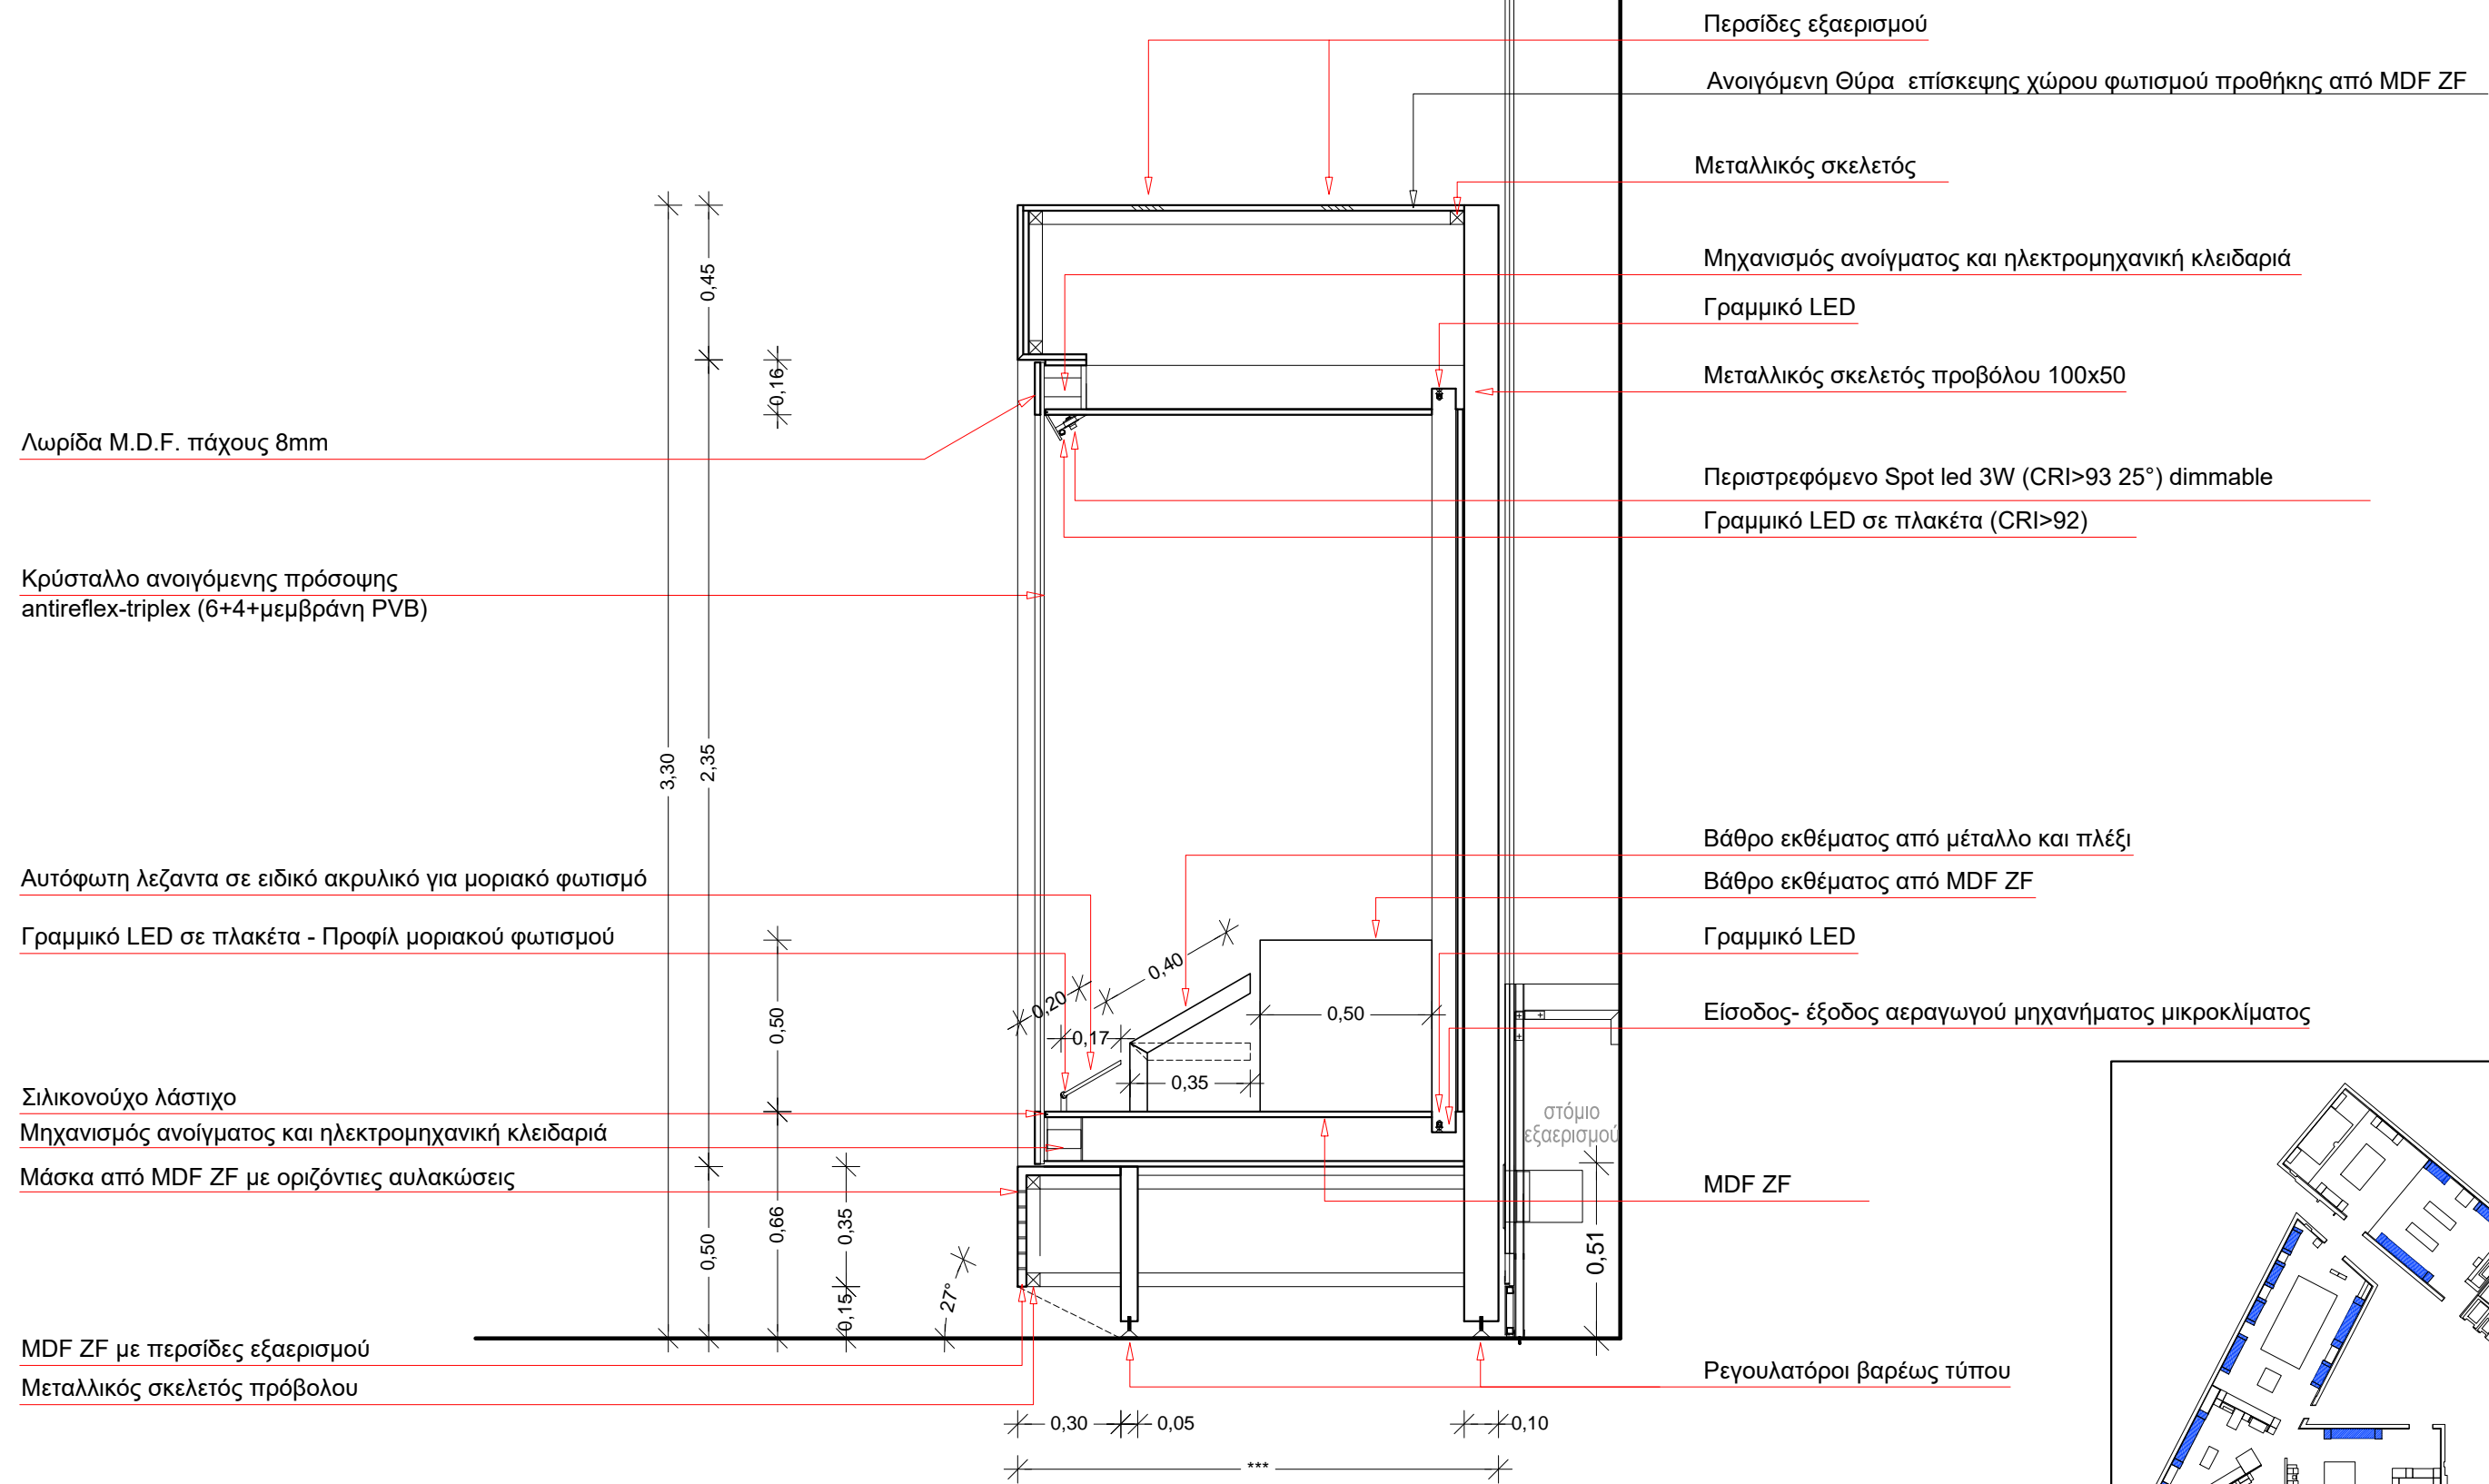 Περσίδες εξαερισμού
Ανοιγόμενη Θύρα  επίσκεψης χώρου φωτισμού προθήκης από MDF ZF
Μεταλλικός σκελετός
Μηχανισμός ανοίγματος και ηλεκτρομηχανική κλειδαριά
Γραμμικό LED
Μεταλλικός σκελετός προβόλου 100x50
Περιστρεφόμενο Spot led 3W (CRI>93 25°) dimmable
Γραμμικό LED σε πλακέτα (CRI>92)
Βάθρο εκθέματος από μέταλλο και πλέξι
Βάθρο εκθέματος από MDF ZF
Γραμμικό LED
Είσοδος- έξοδος αεραγωγού μηχανήματος μικροκλίματος
MDF ZF
Ρεγουλατόροι βαρέως τύπου
Λωρίδα M.D.F. πάχους 8mm
Κρύσταλλο ανοιγόμενης πρόσοψης
antireflex-triplex (6+4+μεμβράνη PVB)
Αυτόφωτη λεζαντα σε ειδικό ακρυλικό για μοριακό φωτισμό
Γραμμικό LED σε πλακέτα - Προφίλ μοριακού φωτισμού
Σιλικονούχο λάστιχο
Μηχανισμός ανοίγματος και ηλεκτρομηχανική κλειδαριά
Μάσκα από MDF ZF με οριζόντιες αυλακώσεις
MDF ZF με περσίδες εξαερισμού
Μεταλλικός σκελετός πρόβολου
3,30
0,45
2,35
0,50
0,16
0,50
0,66
0,35
0,15
27°
0,20
0,40
0,17
0,35
0,50
στόμιο
εξαερισμού
0,51
0,30
0,05
0,10
***